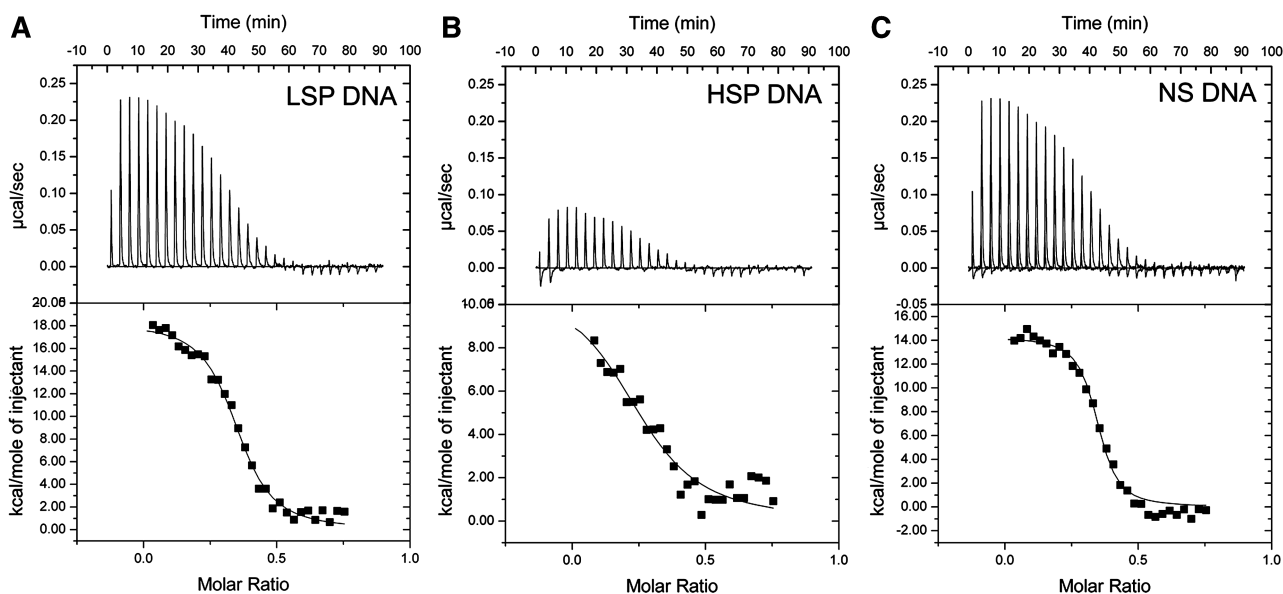 A
Time (min)
-10 0 10 20 30 40 50 60 70 80 90 100
0.25
0.20
0.15
0.10
0.05
0.00
µcal/sec
LSP DNA
18.00
16.00
14.00
12.00
10.00
8.00
6.00
4.00
2.00
0.00
kcal/mole of injectant
0.0 0.5 1.0
Molar Ratio
B
Time (min)
-10 0 10 20 30 40 50 60 70 80 90 100
0.25
0.20
0.15
0.10
0.05
0.00
µcal/sec
HSP DNA
8.00
6.00
4.00
2.00
0.00
kcal/mole of injectant
0.0 0.5 1.0
Molar Ratio
C
Time (min)
-10 0 10 20 30 40 50 60 70 80 90 100
0.25
0.20
0.15
0.10
0.05
0.00
-0.05
µcal/sec
NS DNA
16.00
14.00
12.00
10.00
8.00
6.00
4.00
2.00
0.00
-2.00
kcal/mole of injectant
0.0 0.5 1.0
Molar Ratio